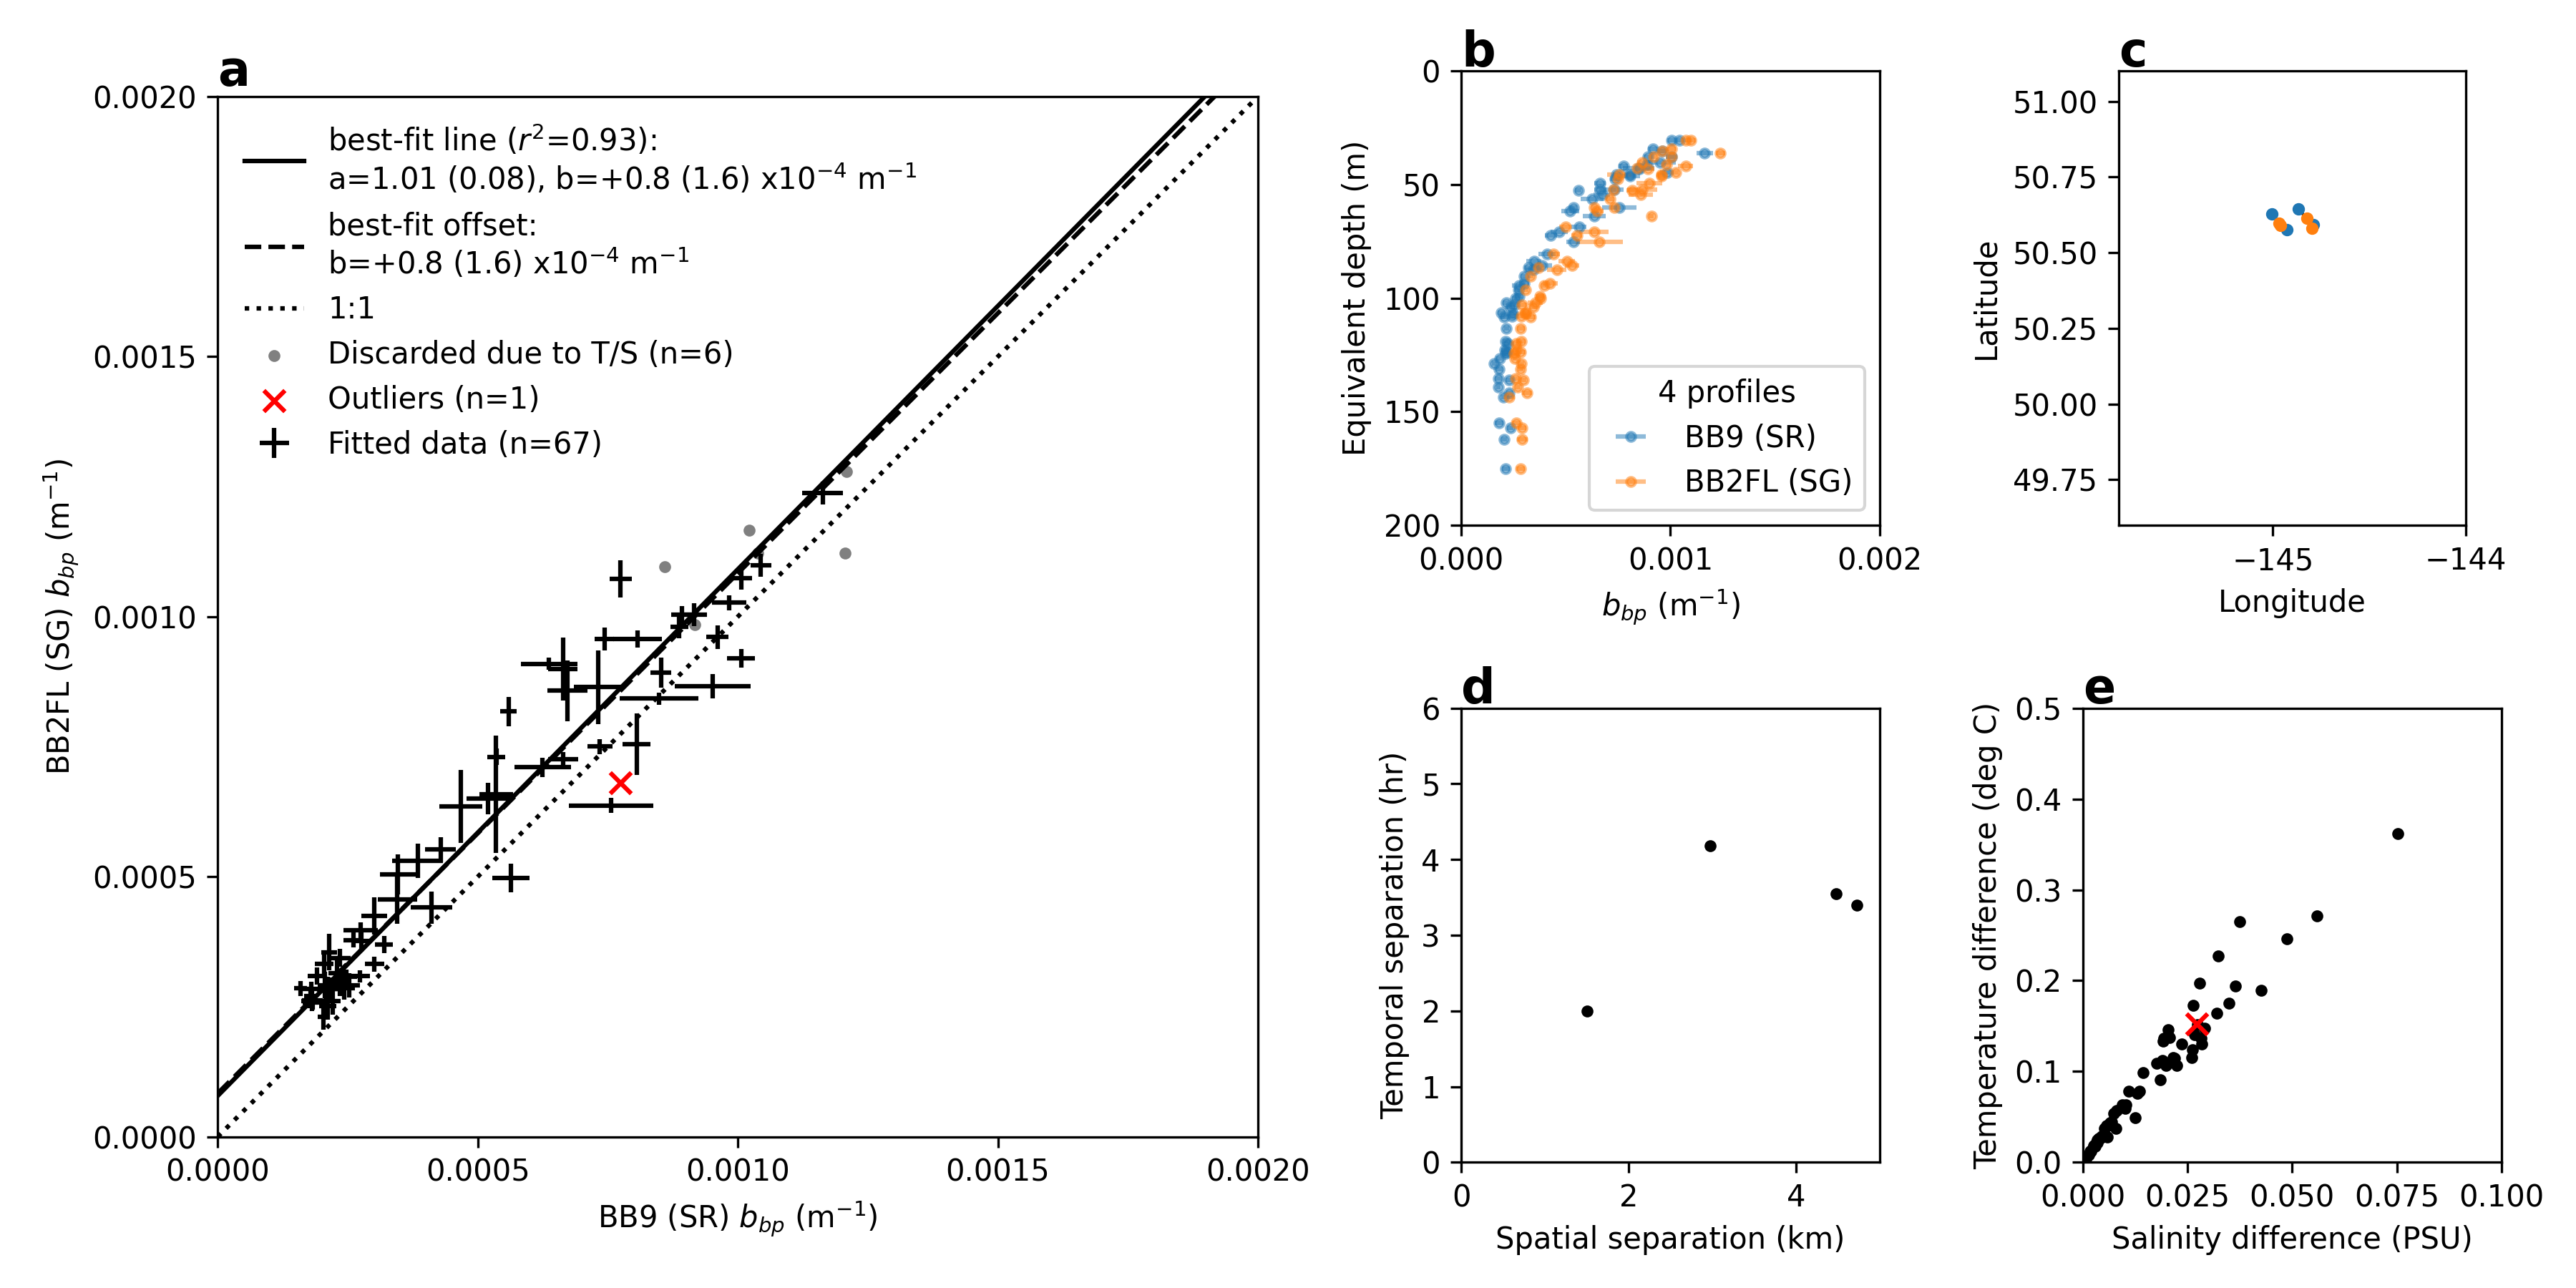 a
0.0020
0.0015
0.0010
0.0005
0.0000
BB2FL (SG) b_bp (m⁻¹)
best-fit line (r²=0.93):
a=1.01 (0.08), b=+0.8 (1.6) x10⁻⁴ m⁻¹
best-fit offset:
b=+0.8 (1.6) x10⁻⁴ m⁻¹
1:1
Discarded due to T/S (n=6)
Outliers (n=1)
Fitted data (n=67)
0.0000 0.0005 0.0010 0.0015 0.0020
BB9 (SR) b_bp (m⁻¹)
b
0
50
100
150
200
Equivalent depth (m)
4 profiles
BB9 (SR)
BB2FL (SG)
0.000 0.001 0.002
b_bp (m⁻¹)
c
51.00
50.75
50.50
50.25
50.00
49.75
Latitude
−145 −144
Longitude
d
6
5
4
3
2
1
0
Temporal separation (hr)
0 2 4
Spatial separation (km)
e
0.5
0.4
0.3
0.2
0.1
0.0
Temperature difference (deg C)
0.000 0.025 0.050 0.075 0.100
Salinity difference (PSU)